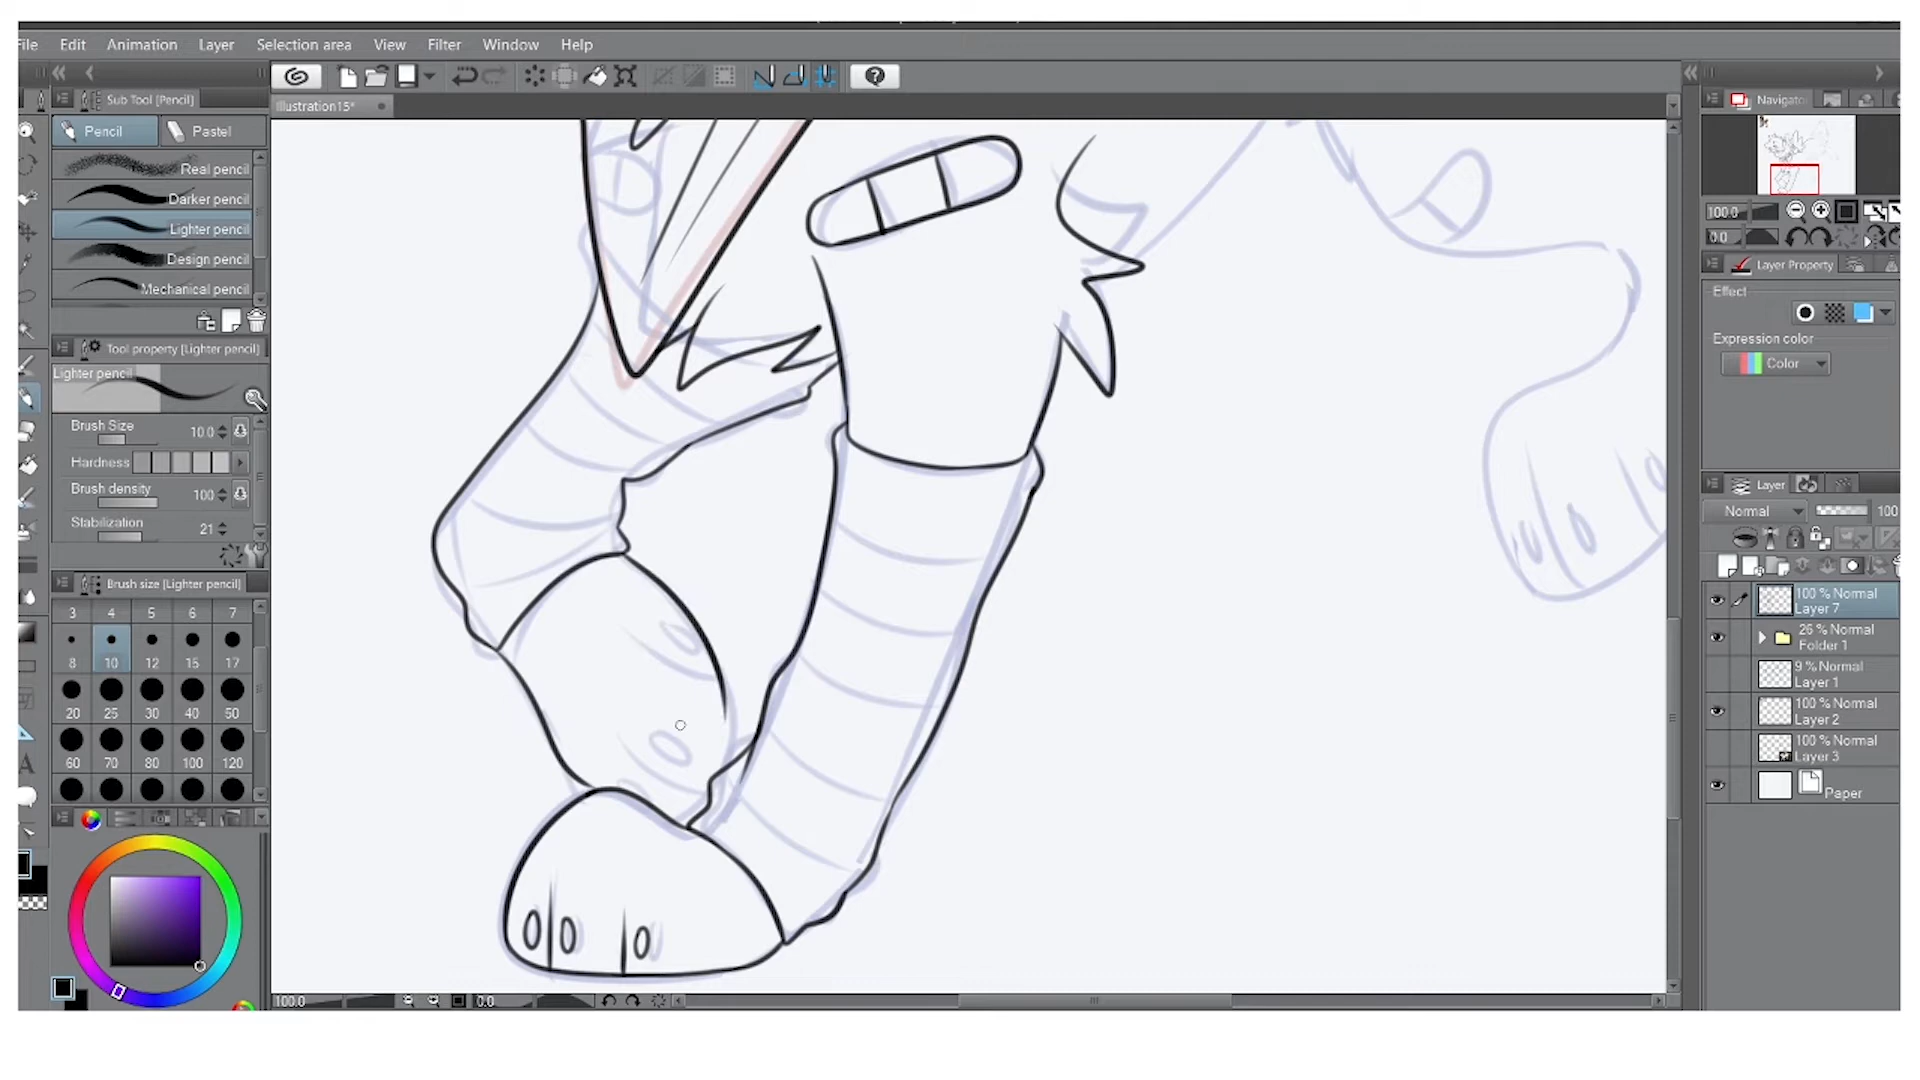 File Edit Animation Layer Selection area View Filter Window Help
Sub Tool [Pencil]
Illustration15*
Navigator
Pencil Pastel
Real pencil
Darker pencil
Lighter pencil
Design pencil
Mechanical pencil
Tool property [Lighter pencil]
Lighter pencil
Brush Size 10.0
Hardness
Brush density 100
Stabilization 21
Brush size [Lighter pencil]
3 4 5 6 7
8 10 12 15 17
20 25 30 40 50
60 70 80 100 120
100.0 0.0
100.0
0.0
Layer Property
Effect
Expression color
Color
Layer
Normal 100
100 % Normal
Layer 7
26 % Normal
Folder 1
9 % Normal
Layer 1
100 % Normal
Layer 2
100 % Normal
Layer 3
Paper